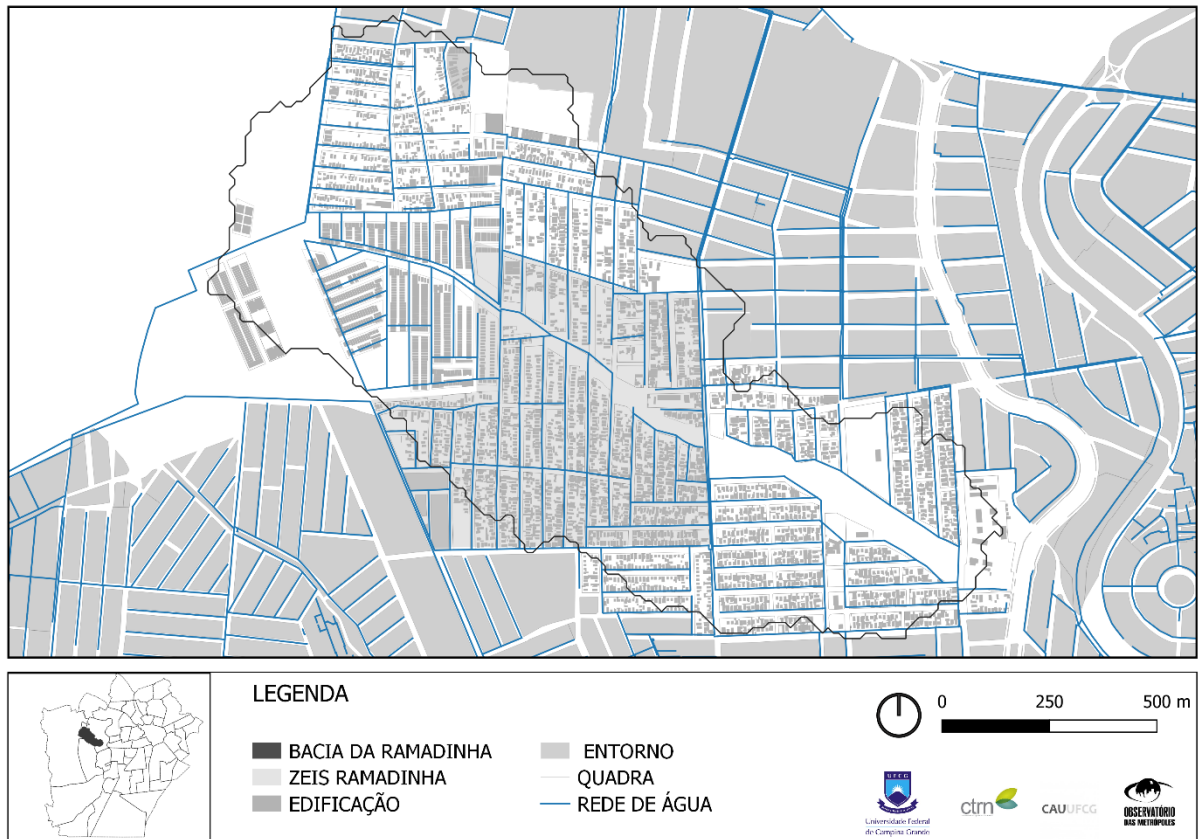 LEGENDA
BACIA DA RAMADINHA
ZEIS RAMADINHA
EDIFICAÇÃO
ENTORNO
QUADRA
REDE DE ÁGUA
0 250 500 m
UFCG
Universidade Federal
de Campina Grande
ctrn
CAUUFCG
OBSERVATÓRIO
DAS METRÓPOLES